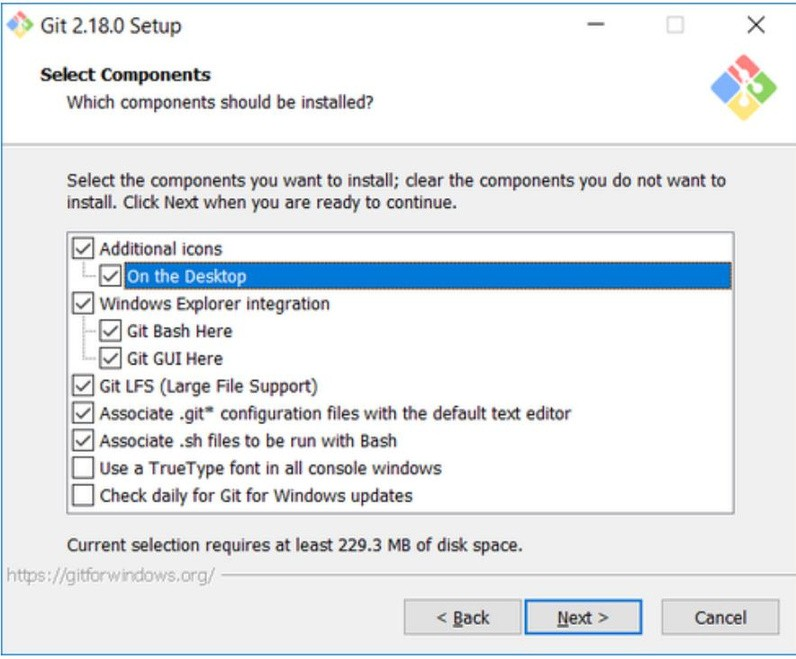 Git 2.18.0 Setup
Select Components
Which components should be installed?
Select the components you want to install; clear the components you do not want to
install. Click Next when you are ready to continue.
Additional icons
On the Desktop
Windows Explorer integration
Git Bash Here
Git GUI Here
Git LFS (Large File Support)
Associate .git* configuration files with the default text editor
Associate .sh files to be run with Bash
Use a TrueType font in all console windows
Check daily for Git for Windows updates
Current selection requires at least 229.3 MB of disk space.
https://gitforwindows.org/
< Back Next > Cancel